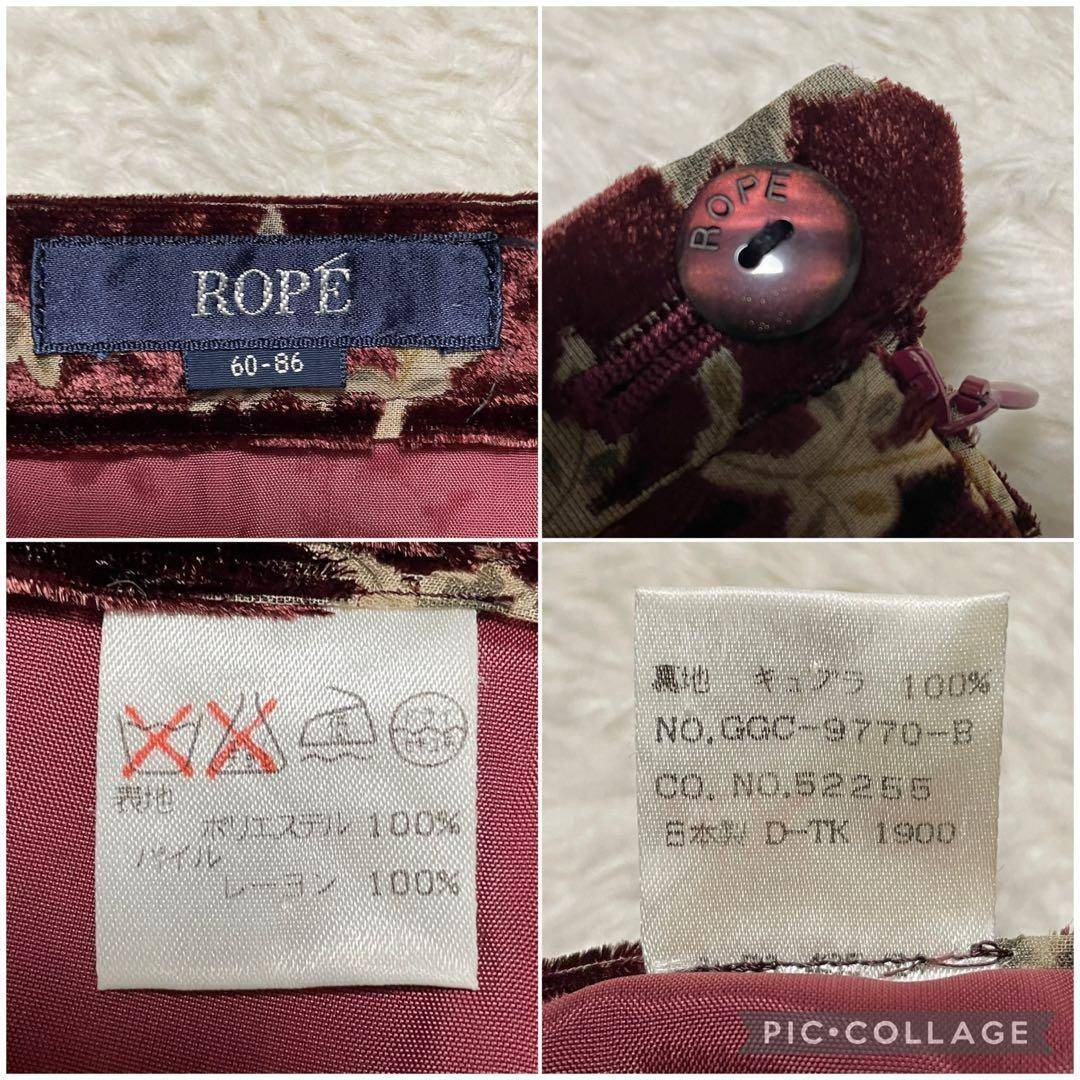 ROPÉ
60-86
ROPE
表地
ポリエステル 100%
パイル
レーヨン 100%
裏地 キュプラ 100%
NO.GGC-9770-B
CO. NO.52255
日本製 D-TK 1900
PIC•COLLAGE